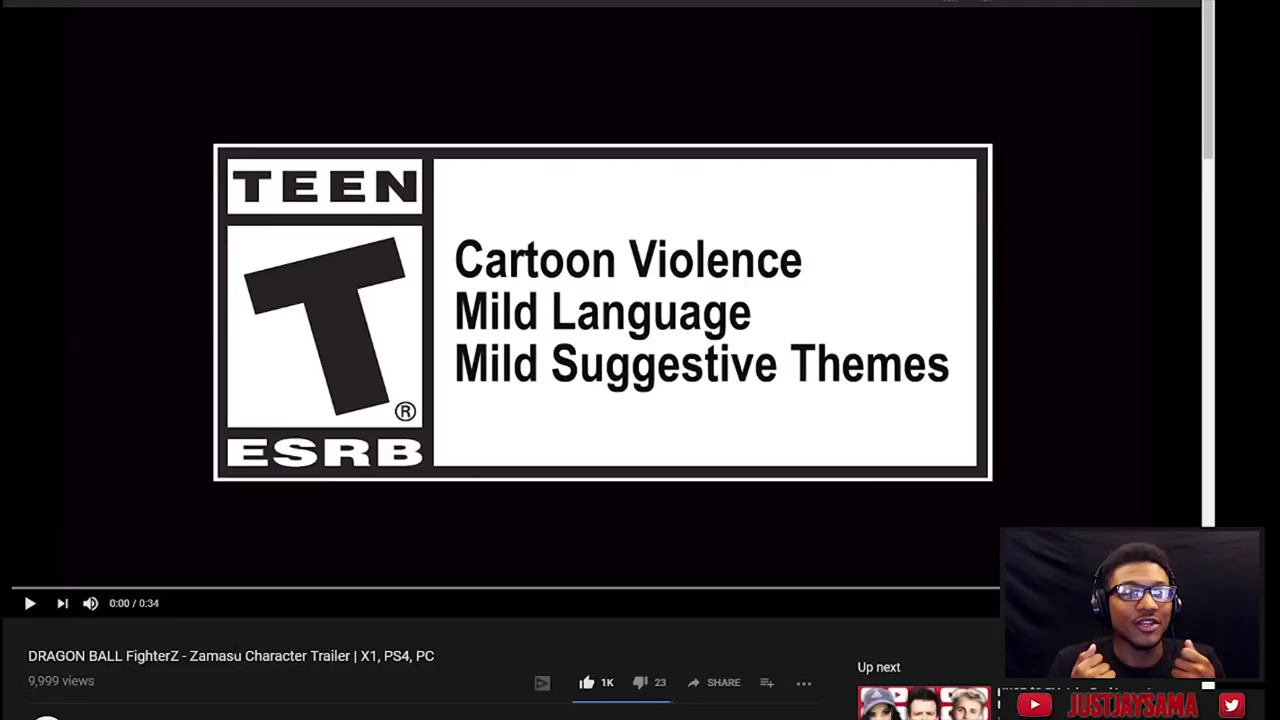 TEEN
T
®
ESRB
Cartoon Violence
Mild Language
Mild Suggestive Themes
0:00 / 0:34
DRAGON BALL FighterZ - Zamasu Character Trailer | X1, PS4, PC
9,999 views
1K
23
SHARE
Up next
JUSTJAYSAMA